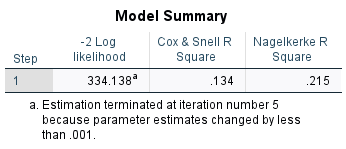 Model Summary
Step -2 Log likelihood Cox & Snell R Square Nagelkerke R Square
1 334.138a .134 .215
a. Estimation terminated at iteration number 5
because parameter estimates changed by less
than .001.